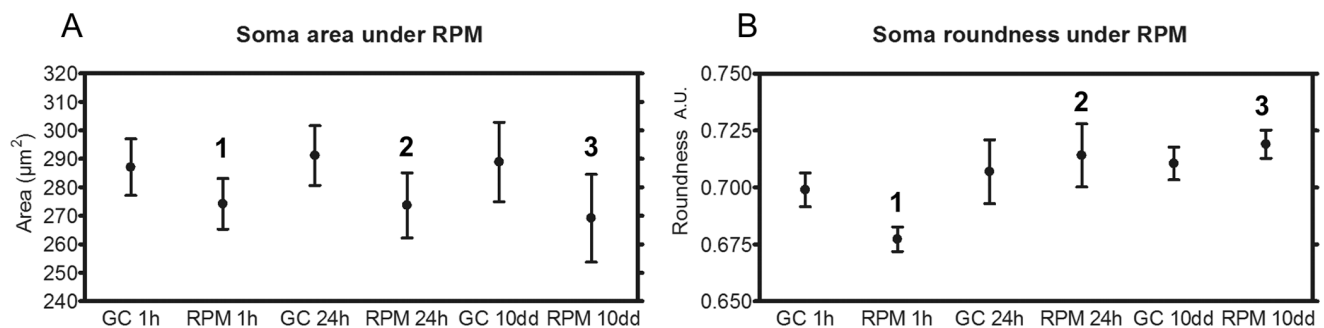 A
Soma area under RPM
Area (µm²)
320
310
300
290
280
270
260
250
240
1
2
3
GC 1h RPM 1h GC 24h RPM 24h GC 10dd RPM 10dd
B
Soma roundness under RPM
Roundness A.U.
0.750
0.725
0.700
0.675
0.650
1
2
3
GC 1h RPM 1h GC 24h RPM 24h GC 10dd RPM 10dd